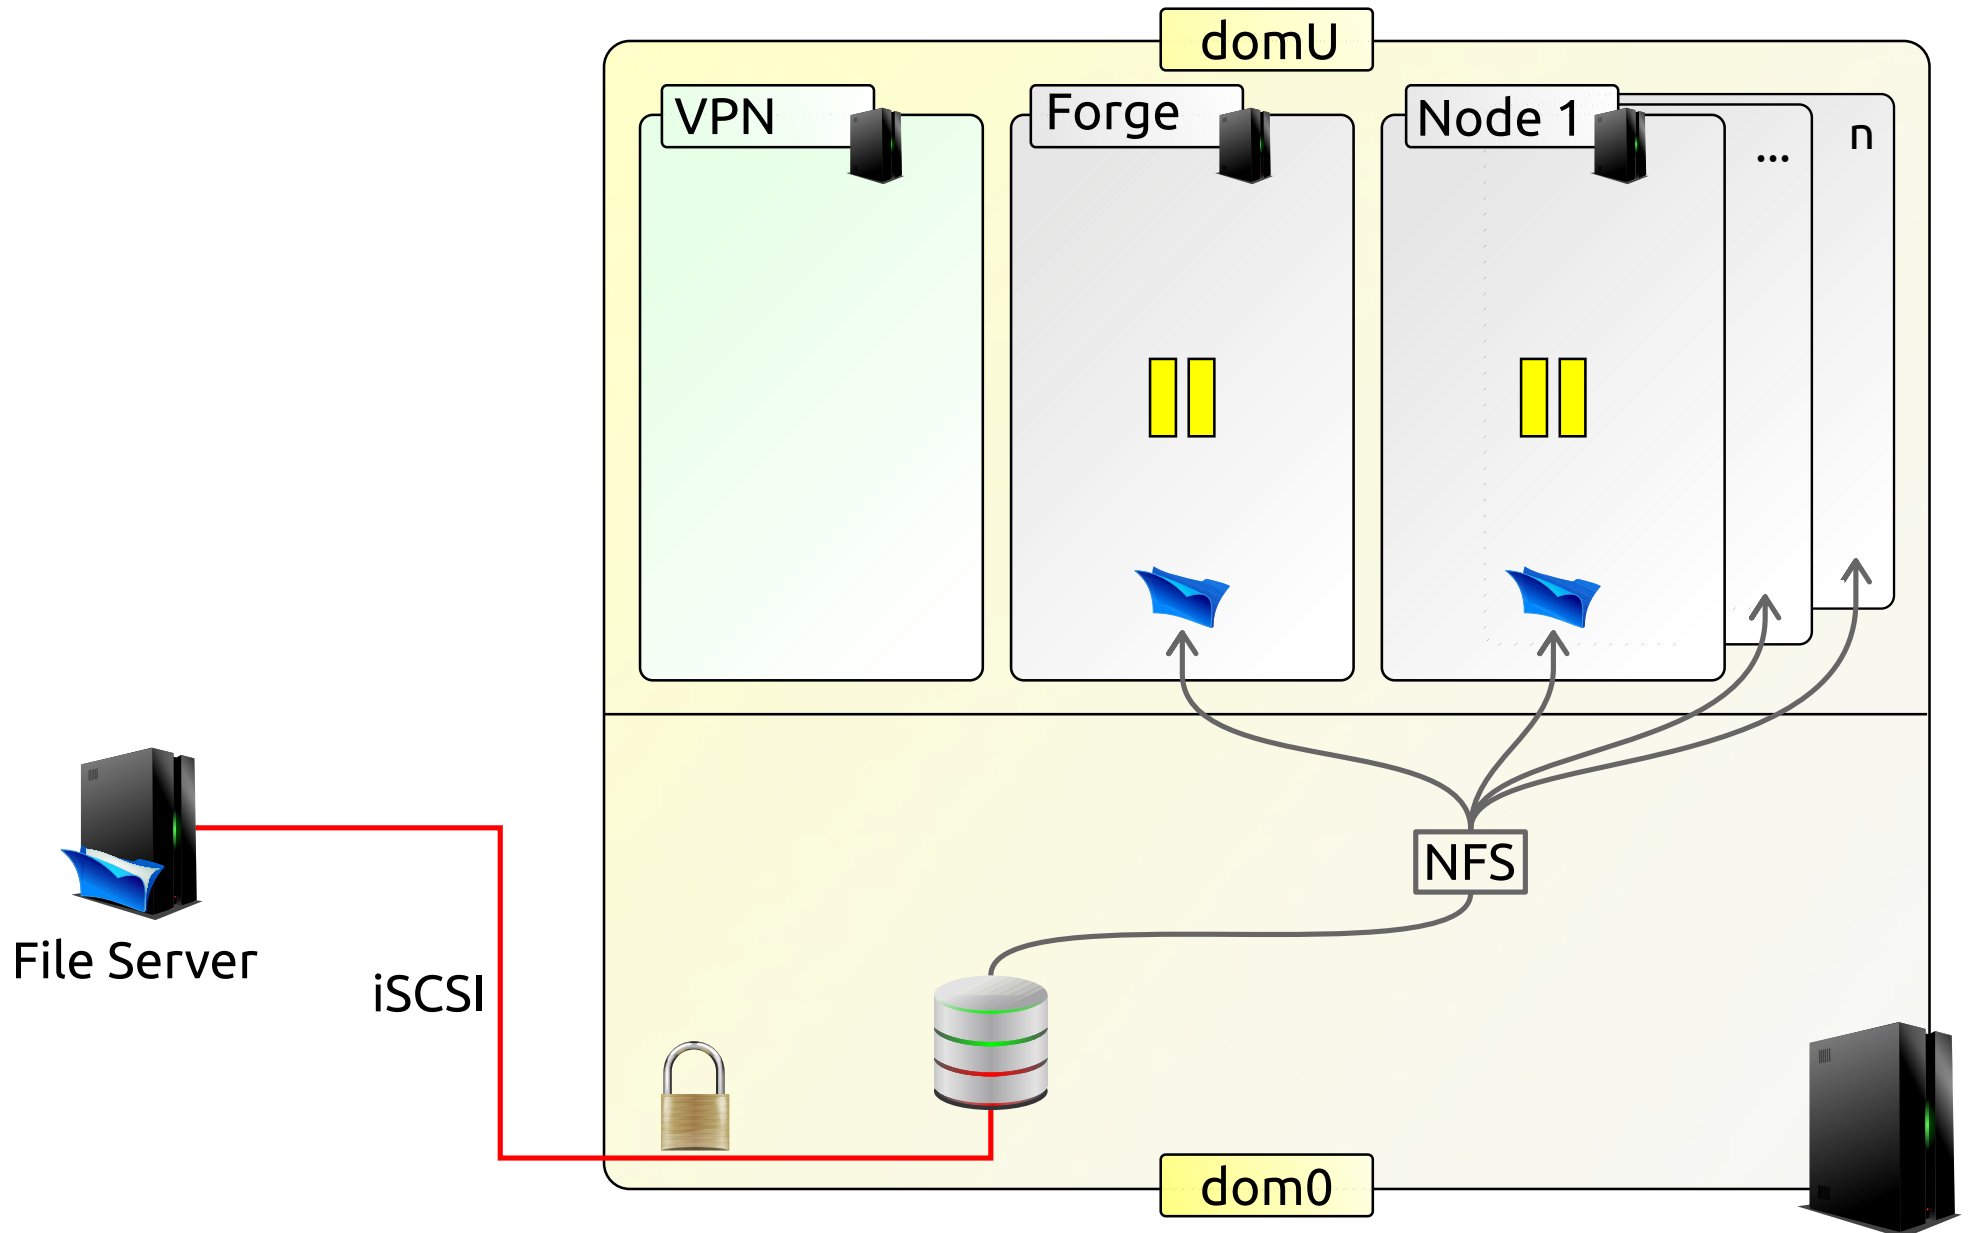 domU
VPN
Forge
Node 1
...
n
NFS
File Server
iSCSI
dom0